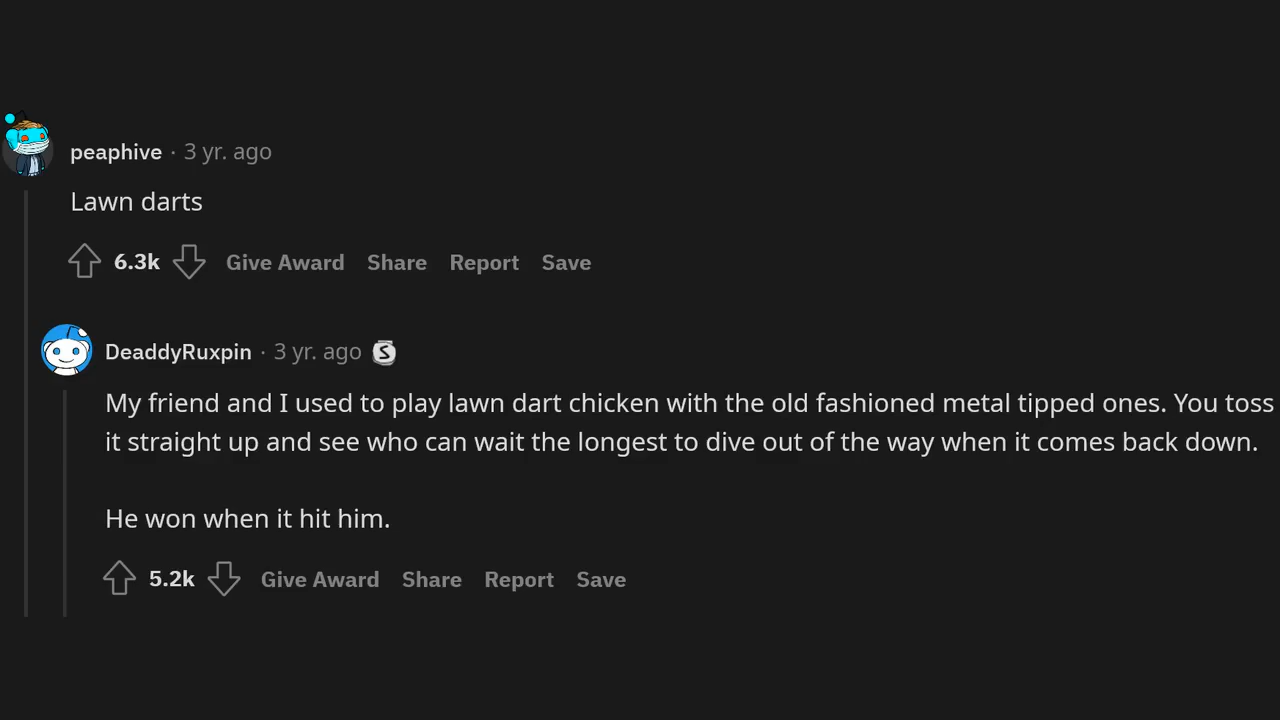 peaphive · 3 yr. ago
Lawn darts
6.3k Give Award Share Report Save
DeaddyRuxpin · 3 yr. ago S
My friend and I used to play lawn dart chicken with the old fashioned metal tipped ones. You toss
it straight up and see who can wait the longest to dive out of the way when it comes back down.
He won when it hit him.
5.2k Give Award Share Report Save